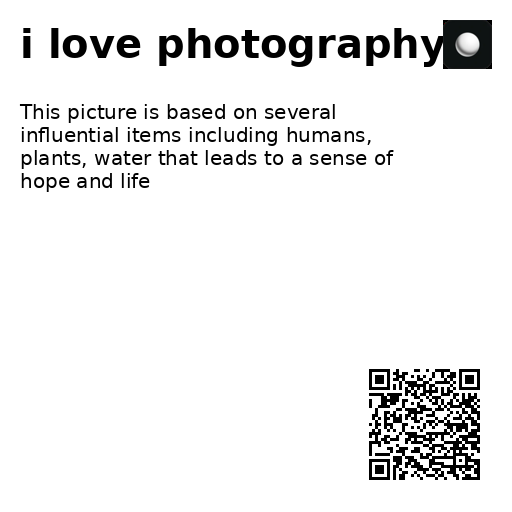 i love photography
This picture is based on several
influential items including humans,
plants, water that leads to a sense of
hope and life